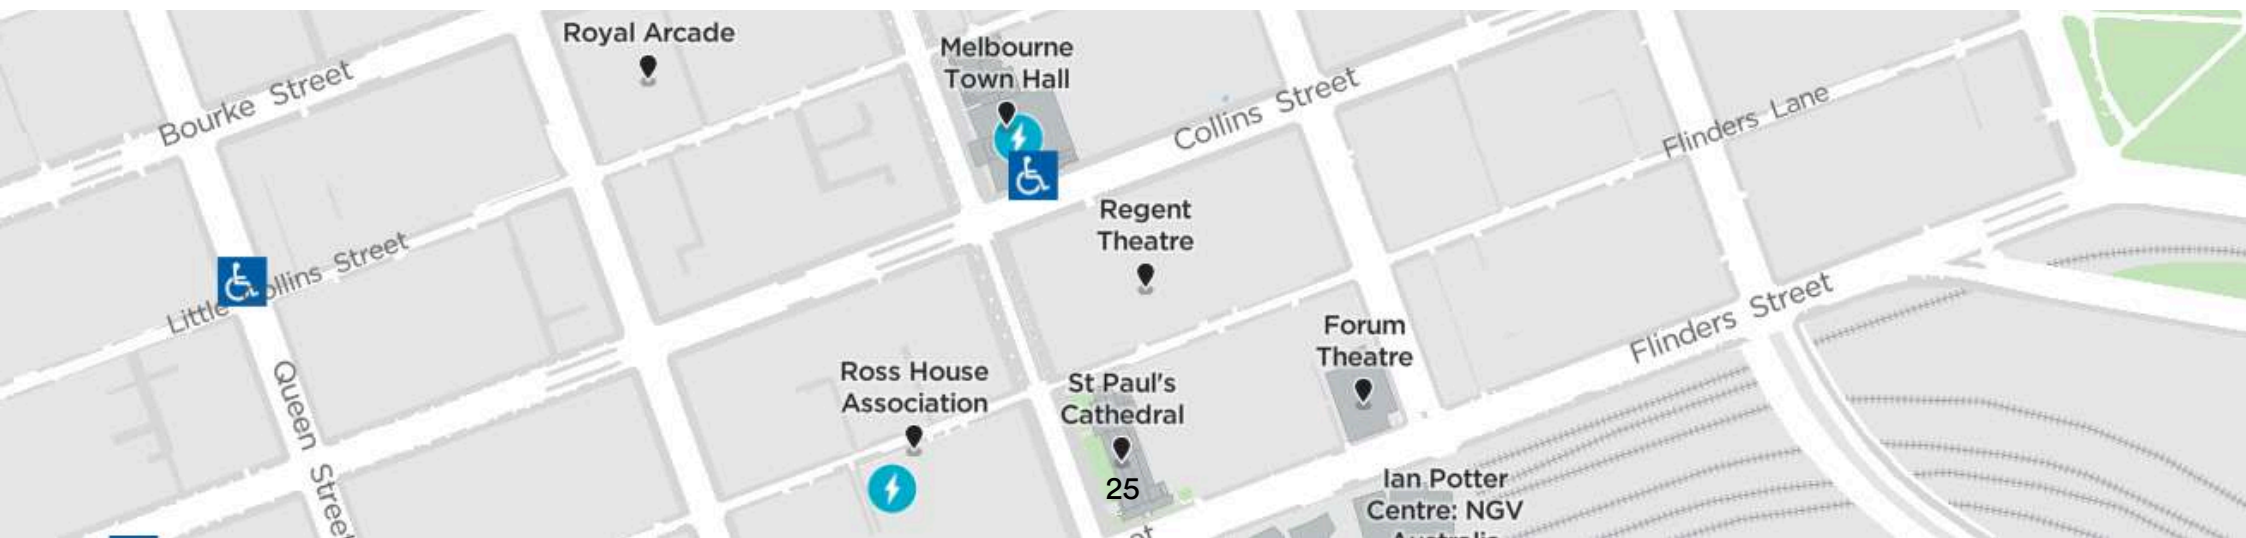 Royal Arcade
Melbourne
Town Hall
Bourke Street
Collins Street
Flinders Lane
Regent
Theatre
Little Collins Street
Flinders Street
Forum
Theatre
Queen Street
Ross House
Association
St Paul's
Cathedral
25
Ian Potter
Centre: NGV
Australia